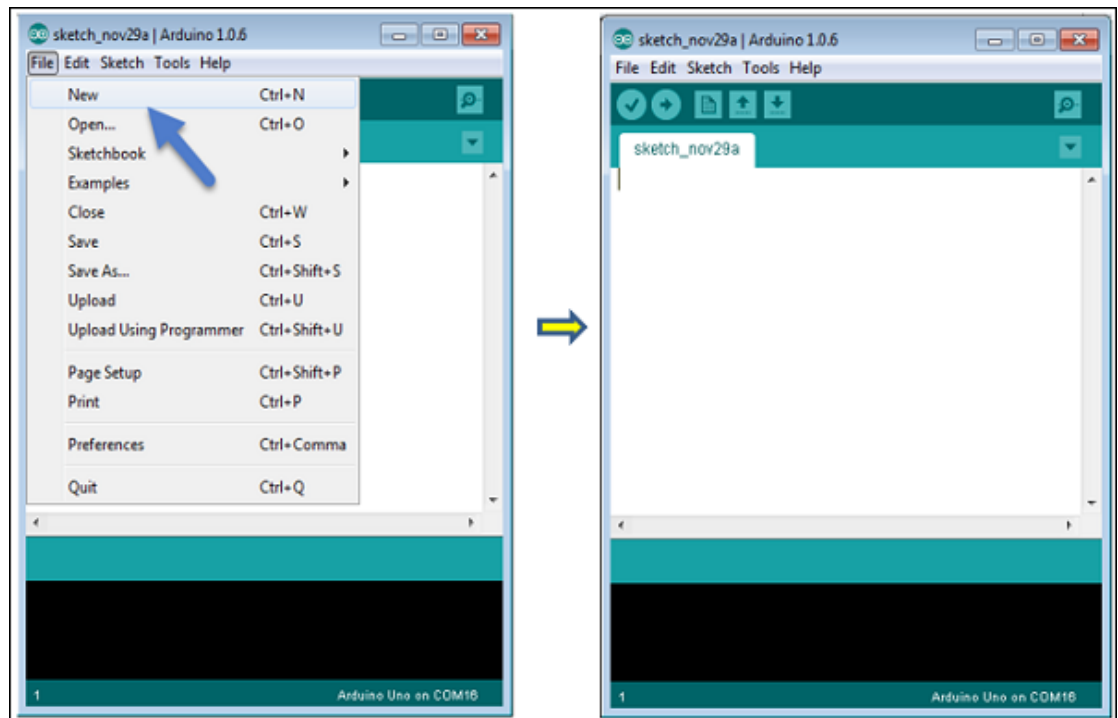 sketch_nov29a | Arduino 1.0.6
File Edit Sketch Tools Help
New Ctrl+N
Open... Ctrl+O
Sketchbook
Examples
Close Ctrl+W
Save Ctrl+S
Save As... Ctrl+Shift+S
Upload Ctrl+U
Upload Using Programmer Ctrl+Shift+U
Page Setup Ctrl+Shift+P
Print Ctrl+P
Preferences Ctrl+Comma
Quit Ctrl+Q
1 Arduino Uno on COM16
sketch_nov29a | Arduino 1.0.6
File Edit Sketch Tools Help
sketch_nov29a
1 Arduino Uno on COM16